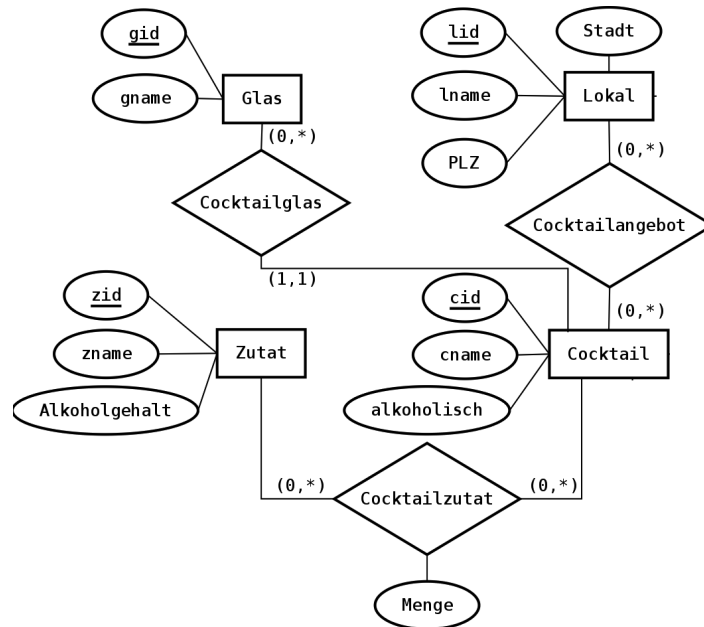 gid
lid
Stadt
gname
Glas
lname
Lokal
(0,*)
(0,*)
PLZ
Cocktailglas
Cocktailangebot
(1,1)
zid
cid
(0,*)
zname
Zutat
cname
Cocktail
Alkoholgehalt
alkoholisch
(0,*)
(0,*)
Cocktailzutat
Menge